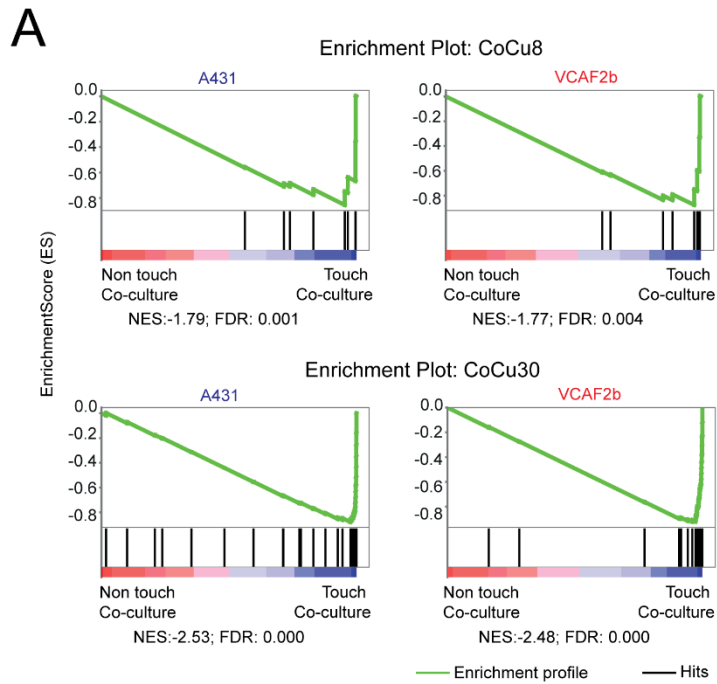 A
Enrichment Plot: CoCu8
A431
VCAF2b
0.0
-0.2
-0.4
-0.6
-0.8
0.0
-0.2
-0.4
-0.6
-0.8
EnrichmentScore (ES)
Non touch
Co-culture
Touch
Co-culture
Non touch
Co-culture
Touch
Co-culture
NES:-1.79; FDR: 0.001
NES:-1.77; FDR: 0.004
Enrichment Plot: CoCu30
A431
VCAF2b
0.0
-0.2
-0.4
-0.6
-0.8
0.0
-0.2
-0.4
-0.6
-0.8
Non touch
Co-culture
Touch
Co-culture
Non touch
Co-culture
Touch
Co-culture
NES:-2.53; FDR: 0.000
NES:-2.48; FDR: 0.000
Enrichment profile
Hits